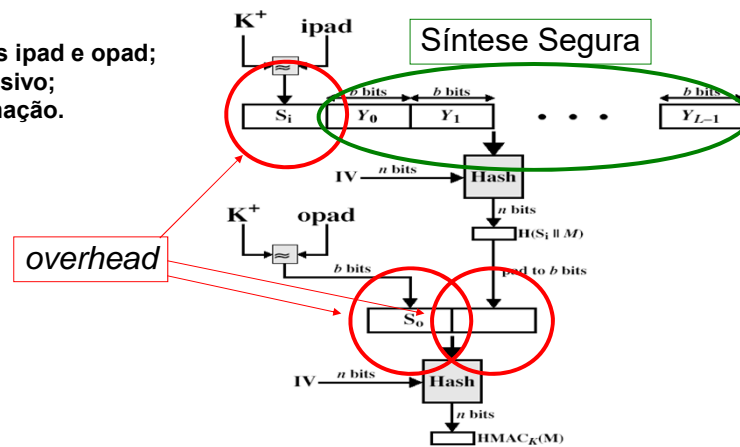 s ipad e opad;
sivo;
nação.
K+ ipad
≈
Síntese Segura
b bits b bits
Si Y0 Y1 • • • YL–1
IV n bits Hash
n bits
H(Si || M)
K+ opad
≈
overhead
b bits pad to b bits
So
IV n bits Hash
n bits
HMACK(M)